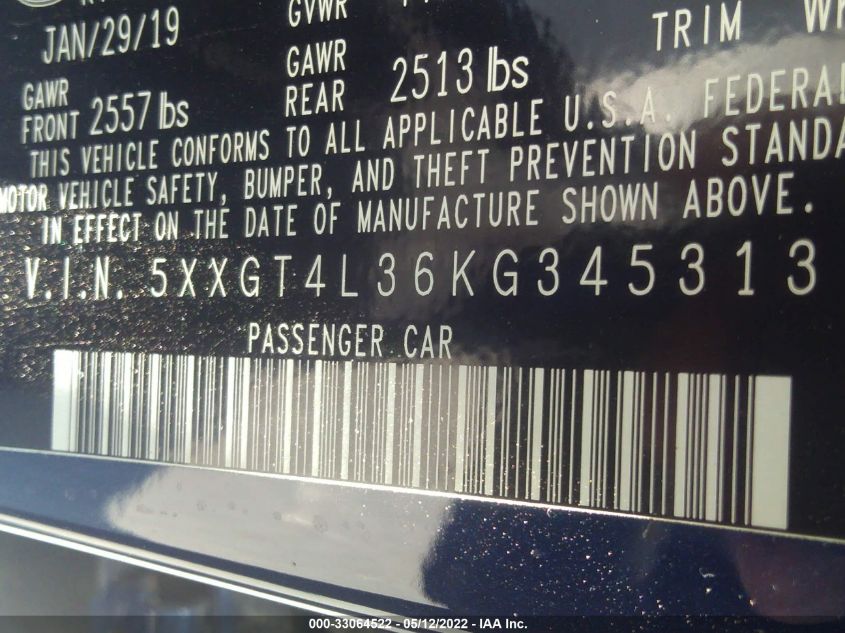 GVWR
JAN/29/19
TRIM
GAWR FRONT 2557 lbs
GAWR REAR 2513 lbs
THIS VEHICLE CONFORMS TO ALL APPLICABLE U.S.A. FEDERAL
MOTOR VEHICLE SAFETY, BUMPER, AND THEFT PREVENTION STANDA
IN EFFECT ON THE DATE OF MANUFACTURE SHOWN ABOVE.
V.I.N. 5XXGT4L36KG345313
PASSENGER CAR
000-33064522 - 05/12/2022 - IAA Inc.